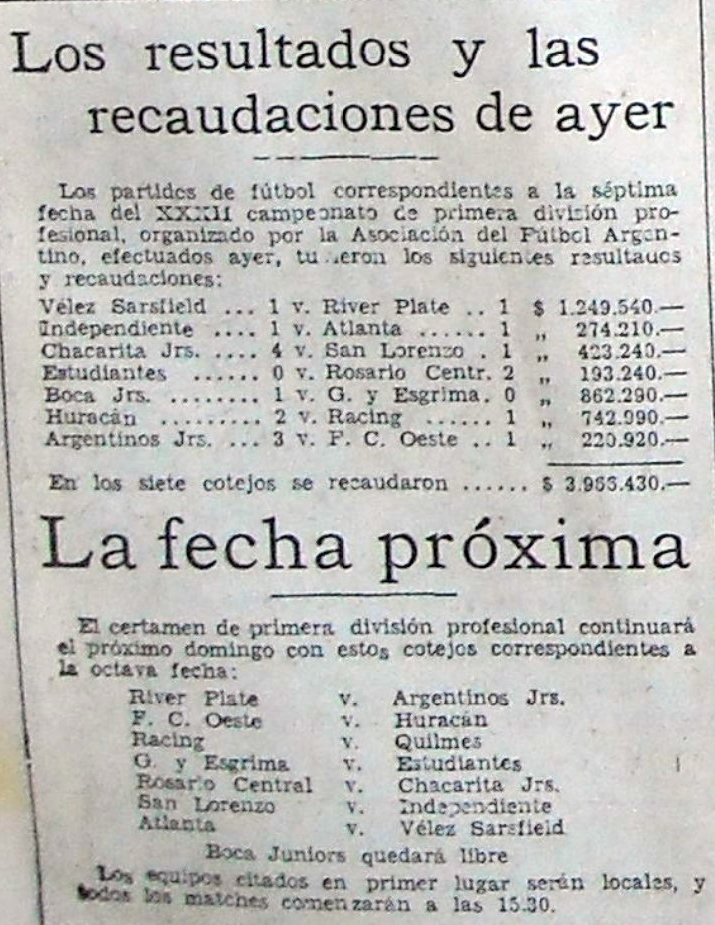 Los resultados y las
recaudaciones de ayer
Los partidos de fútbol correspondientes a la séptima
fecha del XXXII campeonato de primera división pro-
fesional, organizado por la Asociación del Fútbol Argen-
tino, efectuados ayer, tuvieron los siguientes resultados
y recaudaciones:
Vélez Sarsfield ... 1 v. River Plate .. 1 $ 1.249.540.—
Independiente .... 1 v. Atlanta ...... 1 „ 274.210.—
Chacarita Jrs. .... 4 v. San Lorenzo . 1 „ 423.240.—
Estudiantes ...... 0 v. Rosario Centr. 2 „ 193.240.—
Boca Jrs. ........ 1 v. G. y Esgrima. 0 „ 862.290.—
Huracán ......... 2 v. Racing ...... 1 „ 742.990.—
Argentinos Jrs. ... 3 v. F. C. Oeste .. 1 „ 220.920.—
En los siete cotejos se recaudaron ...... $ 3.966.430.—
La fecha próxima
El certamen de primera división profesional continuará
el próximo domingo con estos cotejos correspondientes a
la octava fecha:
River Plate v. Argentinos Jrs.
F. C. Oeste v. Huracán
Racing v. Quilmes
G. y Esgrima v. Estudiantes
Rosario Central v. Chacarita Jrs.
San Lorenzo v. Independiente
Atlanta v. Vélez Sarsfield
Boca Juniors quedará libre
Los equipos citados en primer lugar serán locales, y
todos los matches comenzarán a las 15.30.